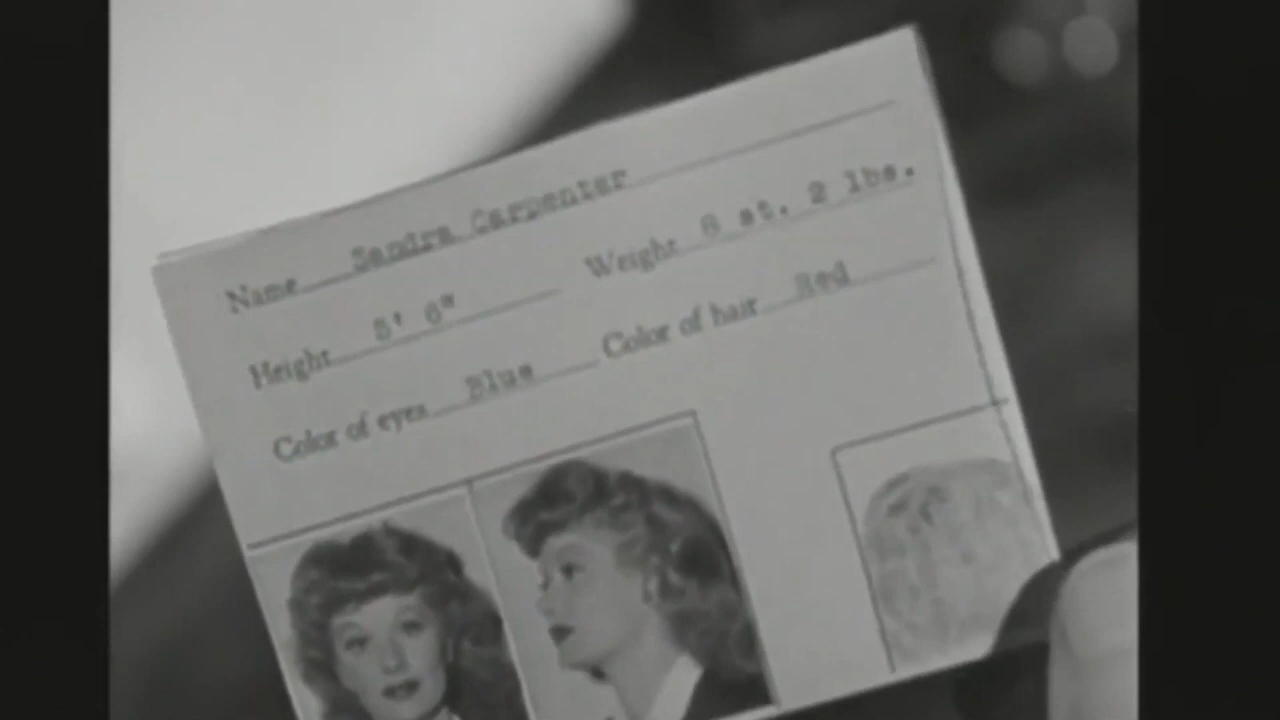 Name Sandra Carpenter
Height 5' 6" Weight 8 st. 2 lbs.
Color of eyes Blue Color of hair Red